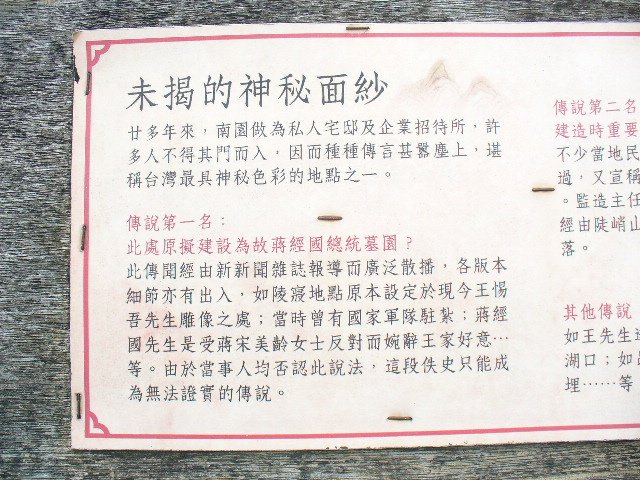 未揭的神秘面紗
廿多年來，南園做為私人宅邸及企業招待所，許
多人不得其門而入，因而種種傳言甚囂塵上，堪
稱台灣最具神秘色彩的地點之一。
傳說第一名：
此處原擬建設為故蔣經國總統墓園？
此傳聞經由新新聞雜誌報導而廣泛散播，各版本
細節亦有出入，如陵寢地點原本設定於現今王惕
吾先生雕像之處；當時曾有國家軍隊駐紮；蔣經
國先生是受蔣宋美齡女士反對而婉辭王家好意…
等。由於當事人均否認此說法，這段佚史只能成
為無法證實的傳說。
傳說第二名
建造時重要
不少當地民
過，又宣稱
。監造主任
經由陡峭山
落。
其他傳說
如王先生
湖口；如
埋……等